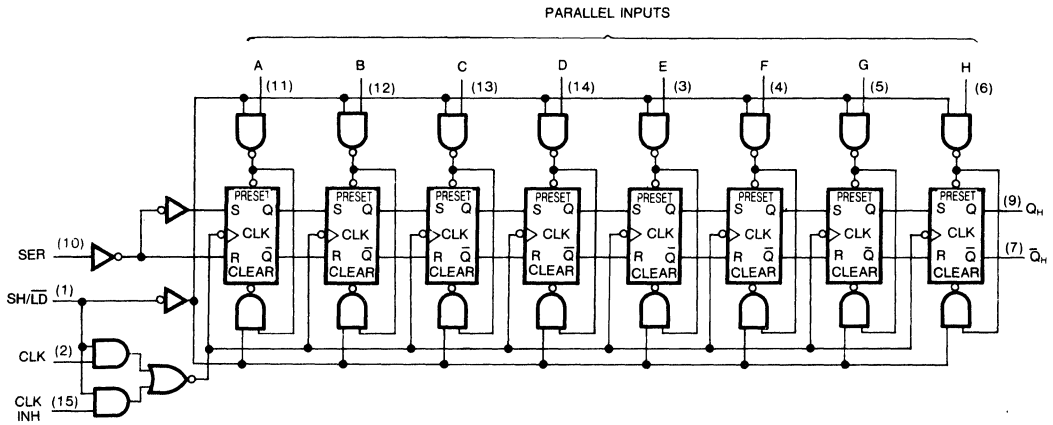 PARALLEL INPUTS
A B C D E F G H
(11) (12) (13) (14) (3) (4) (5) (6)
PRESET PRESET PRESET PRESET PRESET PRESET PRESET PRESET
S Q S Q S Q S Q S Q S Q S Q S Q (9) Q_H
CLK CLK CLK CLK CLK CLK CLK CLK
SER (10) R Q̅ R Q̅ R Q̅ R Q̅ R Q̅ R Q̅ R Q̅ R Q̅ (7) Q̅_H
CLEAR CLEAR CLEAR CLEAR CLEAR CLEAR CLEAR CLEAR
SH/L̅D̅ (1)
CLK (2)
CLK (15)
INH